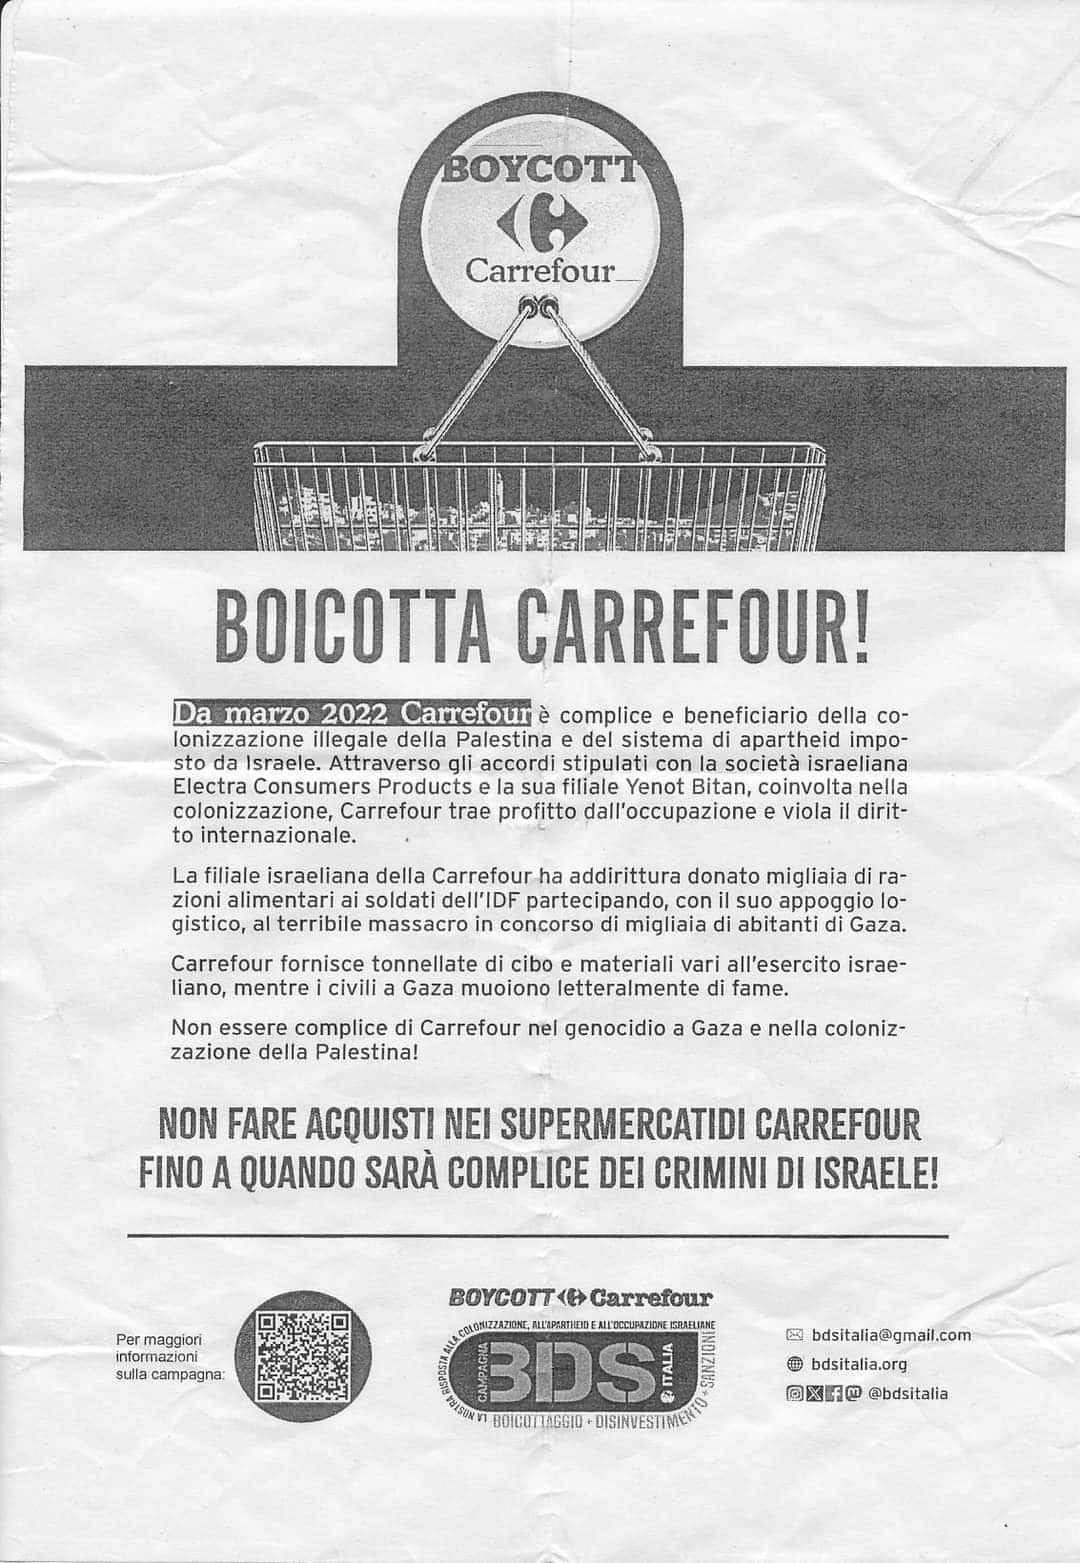 BOYCOTT
Carrefour
BOICOTTA CARREFOUR!
Da marzo 2022 Carrefour è complice e beneficiario della co-
lonizzazione illegale della Palestina e del sistema di apartheid impo-
sto da Israele. Attraverso gli accordi stipulati con la società israeliana
Electra Consumers Products e la sua filiale Yenot Bitan, coinvolta nella
colonizzazione, Carrefour trae profitto dall'occupazione e viola il dirit-
to internazionale.
La filiale israeliana della Carrefour ha addirittura donato migliaia di ra-
zioni alimentari ai soldati dell'IDF partecipando, con il suo appoggio lo-
gistico, al terribile massacro in concorso di migliaia di abitanti di Gaza.
Carrefour fornisce tonnellate di cibo e materiali vari all'esercito israe-
liano, mentre i civili a Gaza muoiono letteralmente di fame.
Non essere complice di Carrefour nel genocidio a Gaza e nella coloniz-
zazione della Palestina!
NON FARE ACQUISTI NEI SUPERMERCATIDI CARREFOUR
FINO A QUANDO SARÀ COMPLICE DEI CRIMINI DI ISRAELE!
Per maggiori
informazioni
sulla campagna:
BOYCOTT Carrefour
LA NOSTRA RISPOSTA ALLA COLONIZZAZIONE, ALL'APARTHEID E ALL'OCCUPAZIONE ISRAELIANE
CAMPAGNA
BDS
ITALIA
BOICOTTAGGIO + DISINVESTIMENTO + SANZIONI
bdsitalia@gmail.com
bdsitalia.org
@bdsitalia